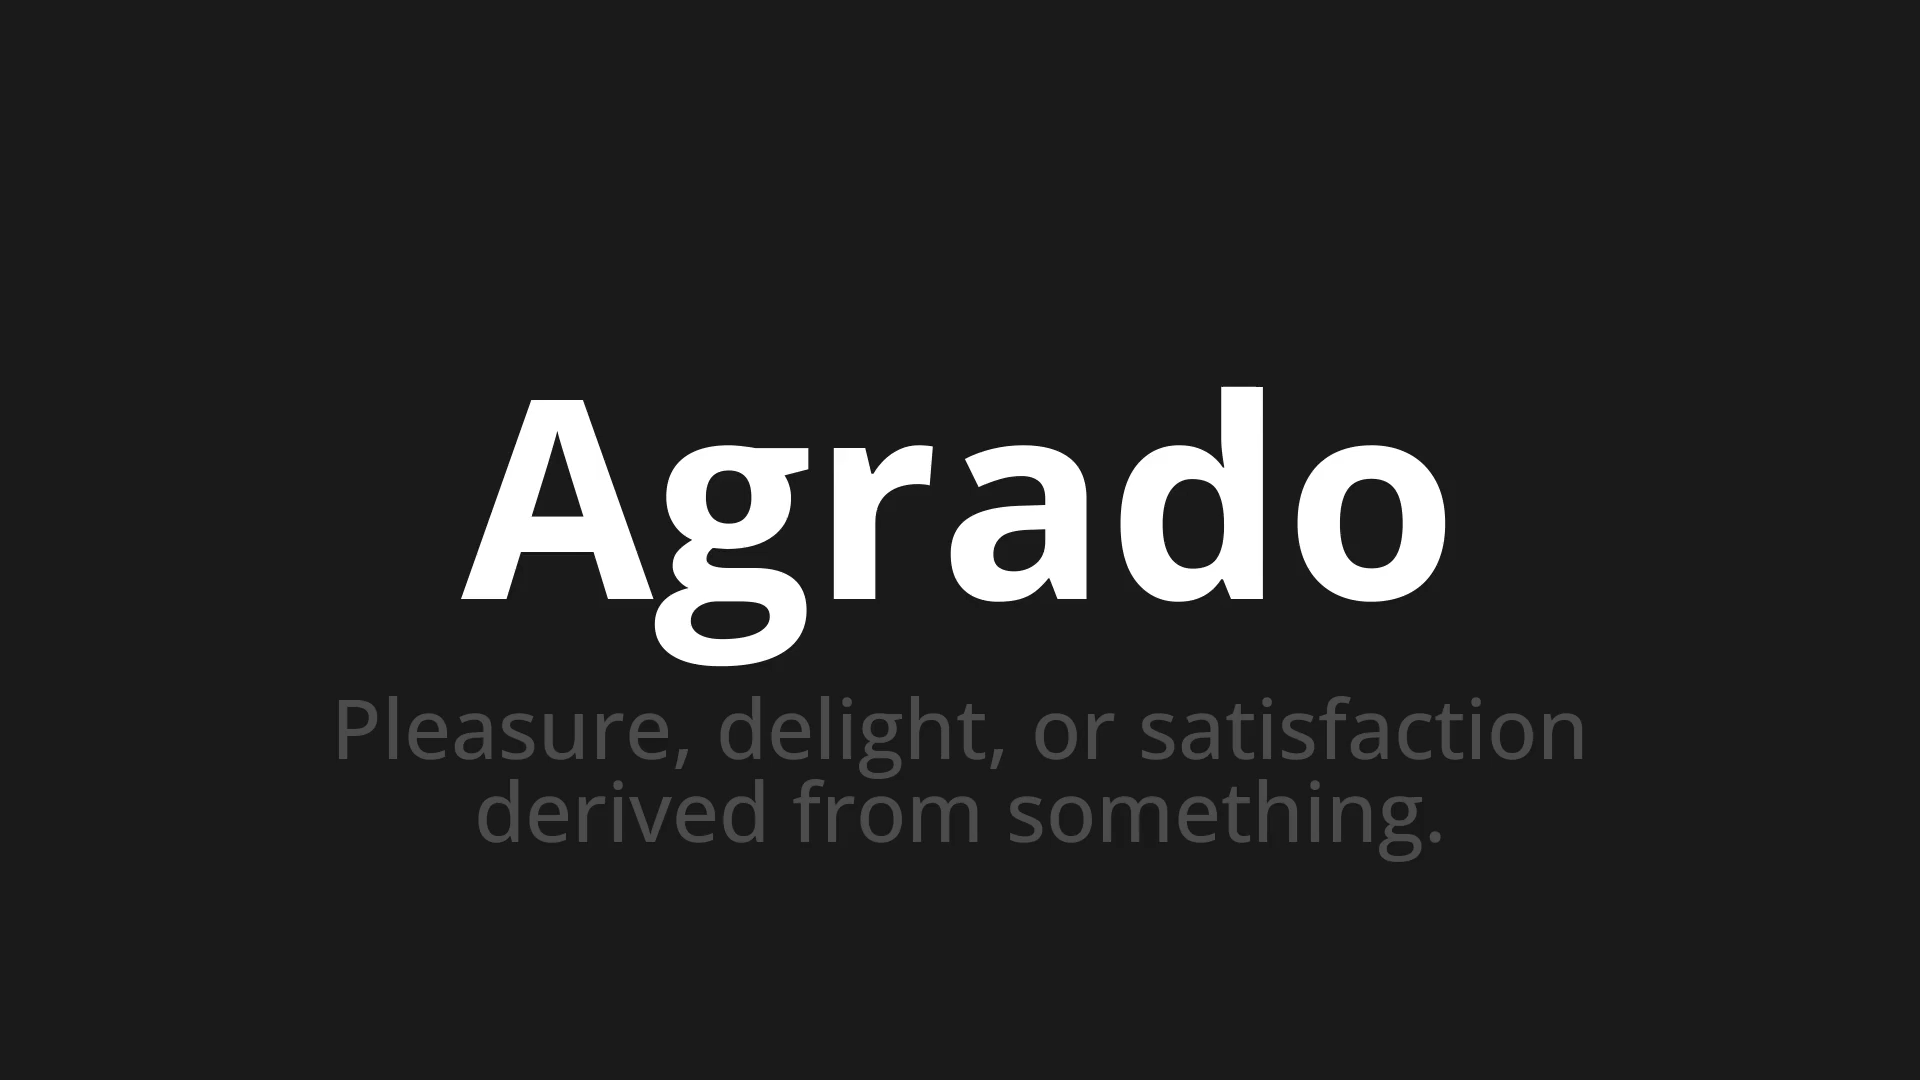 Agrado
Pleasure, delight, or satisfaction
derived from something.